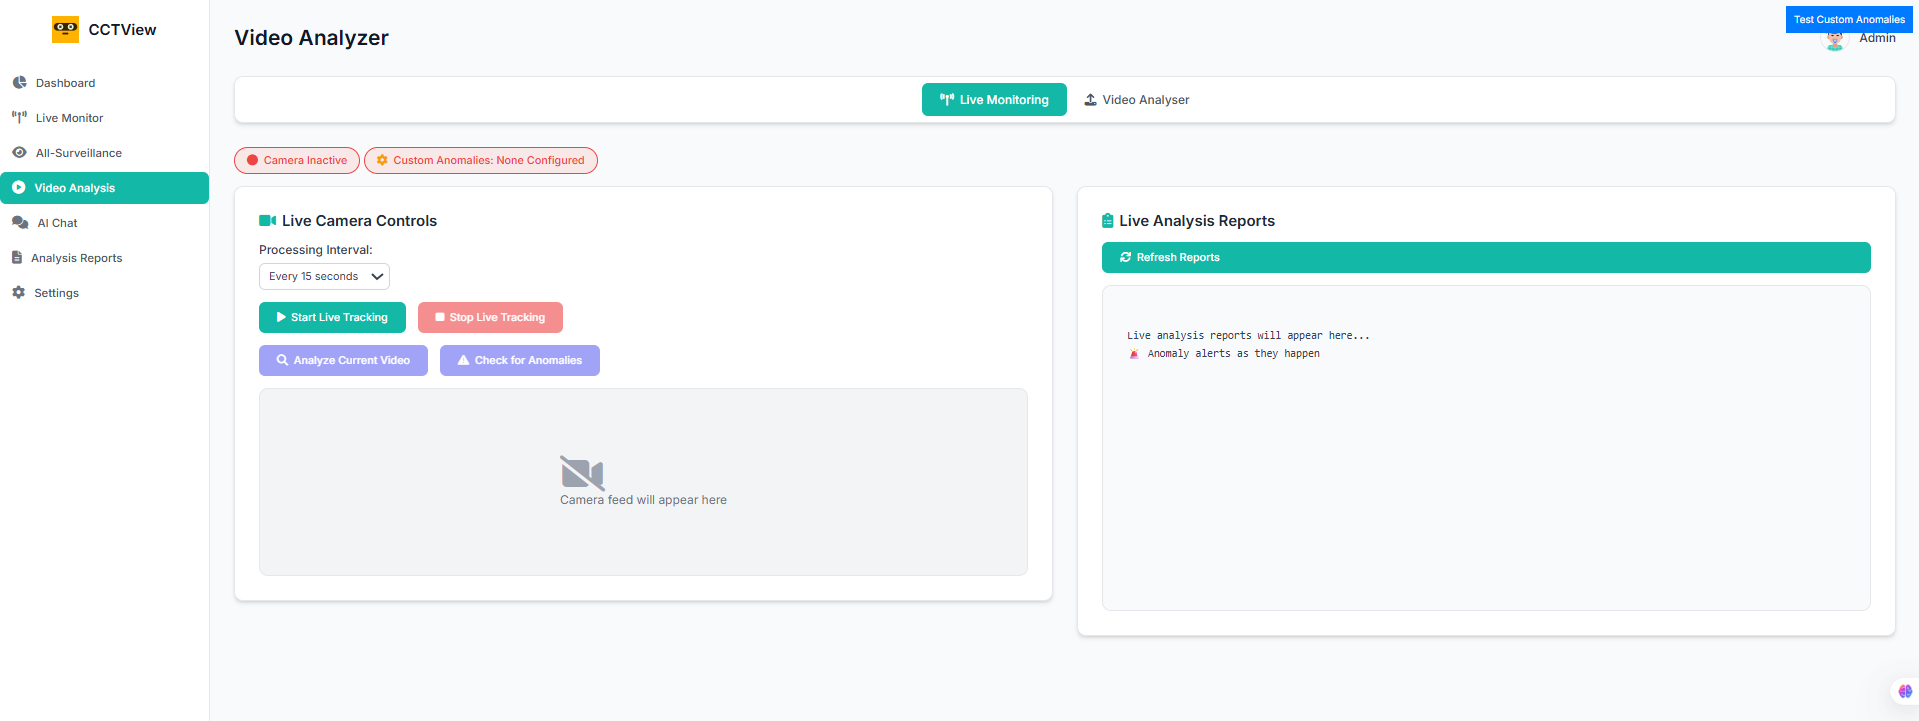 CCTView
Dashboard
Live Monitor
All-Surveillance
Video Analysis
AI Chat
Analysis Reports
Settings
Video Analyzer
Test Custom Anomalies
Admin
Live Monitoring
Video Analyser
Camera Inactive
Custom Anomalies: None Configured
Live Camera Controls
Processing Interval:
Every 15 seconds
Start Live Tracking
Stop Live Tracking
Analyze Current Video
Check for Anomalies
Camera feed will appear here
Live Analysis Reports
Refresh Reports
Live analysis reports will appear here...
🚨 Anomaly alerts as they happen